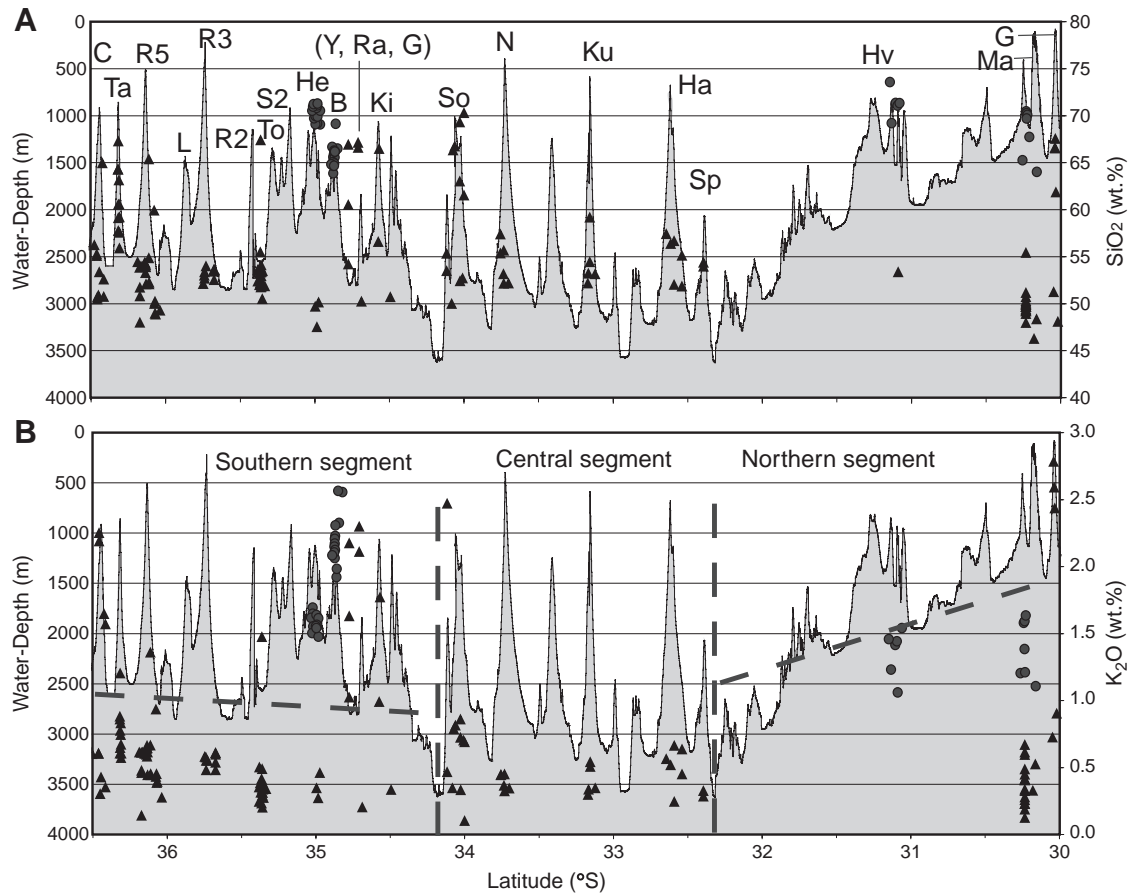 A
0
500
1000
1500
2000
2500
3000
3500
4000
Water-Depth (m)
80
75
70
65
60
55
50
45
40
SiO2 (wt.%)
C
Ta
R5
L
R3
R2
S2
To
He
(Y, Ra, G)
B
Ki
So
N
Ku
Ha
Sp
Hv
Ma
G
B
0
500
1000
1500
2000
2500
3000
3500
4000
Water-Depth (m)
3.0
2.5
2.0
1.5
1.0
0.5
0.0
K2O (wt.%)
Southern segment
Central segment
Northern segment
36
35
34
33
32
31
30
Latitude (°S)